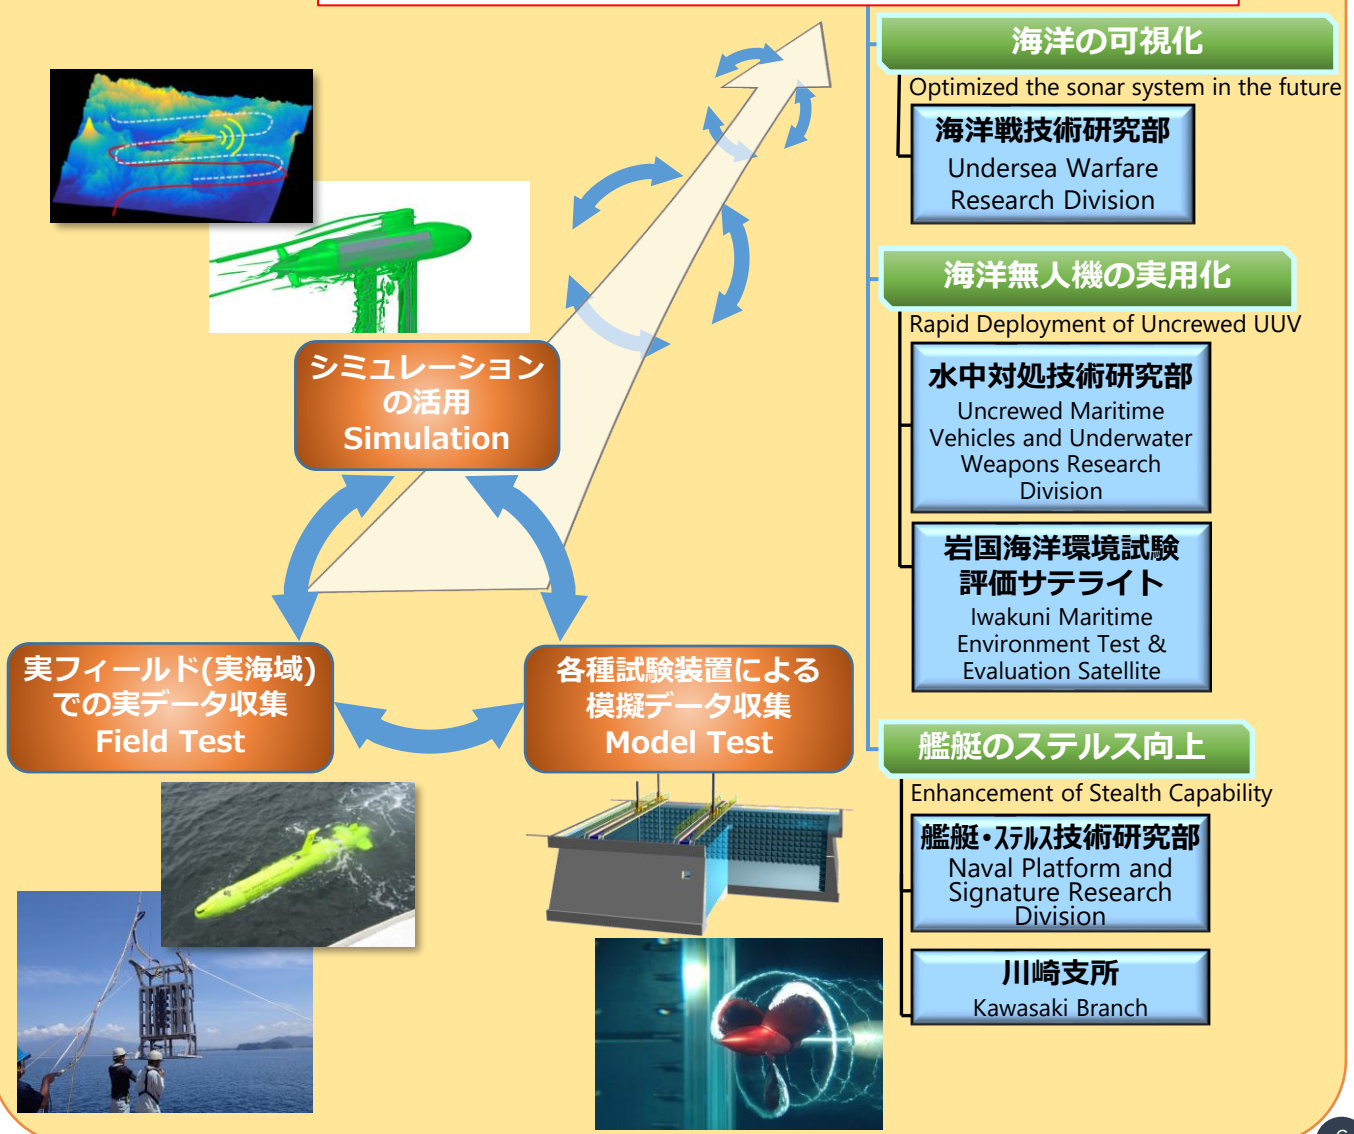 海洋の可視化
Optimized the sonar system in the future
海洋戦技術研究部
Undersea Warfare
Research Division
海洋無人機の実用化
Rapid Deployment of Uncrewed UUV
水中対処技術研究部
Uncrewed Maritime
Vehicles and Underwater
Weapons Research
Division
岩国海洋環境試験
評価サテライト
Iwakuni Maritime
Environment Test &
Evaluation Satellite
艦艇のステルス向上
Enhancement of Stealth Capability
艦艇・ステルス技術研究部
Naval Platform and
Signature Research
Division
川崎支所
Kawasaki Branch
シミュレーション
の活用
Simulation
実フィールド(実海域)
での実データ収集
Field Test
各種試験装置による
模擬データ収集
Model Test